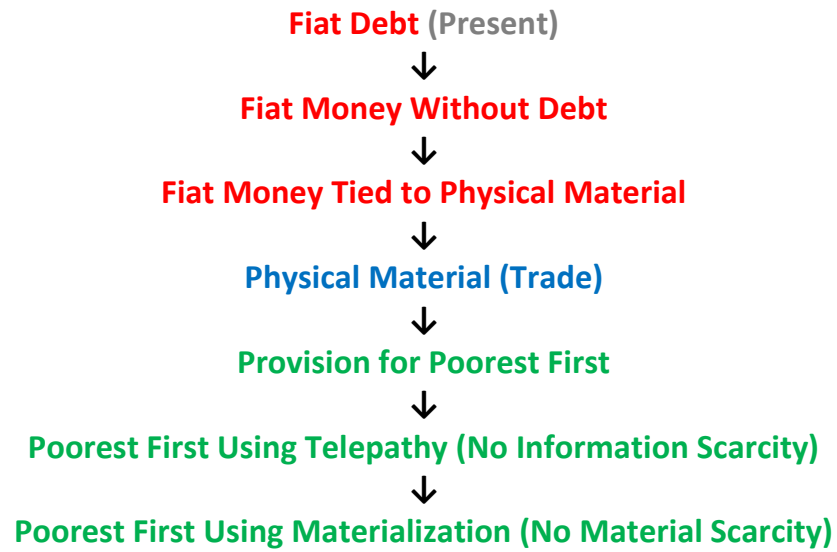 Fiat Debt (Present)
↓
Fiat Money Without Debt
↓
Fiat Money Tied to Physical Material
↓
Physical Material (Trade)
↓
Provision for Poorest First
↓
Poorest First Using Telepathy (No Information Scarcity)
↓
Poorest First Using Materialization (No Material Scarcity)